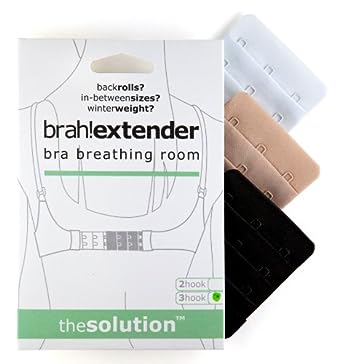 backrolls?
in-betweensizes?
winterweight?
brah!extender
bra breathing room
2hook
3hook
thesolution™